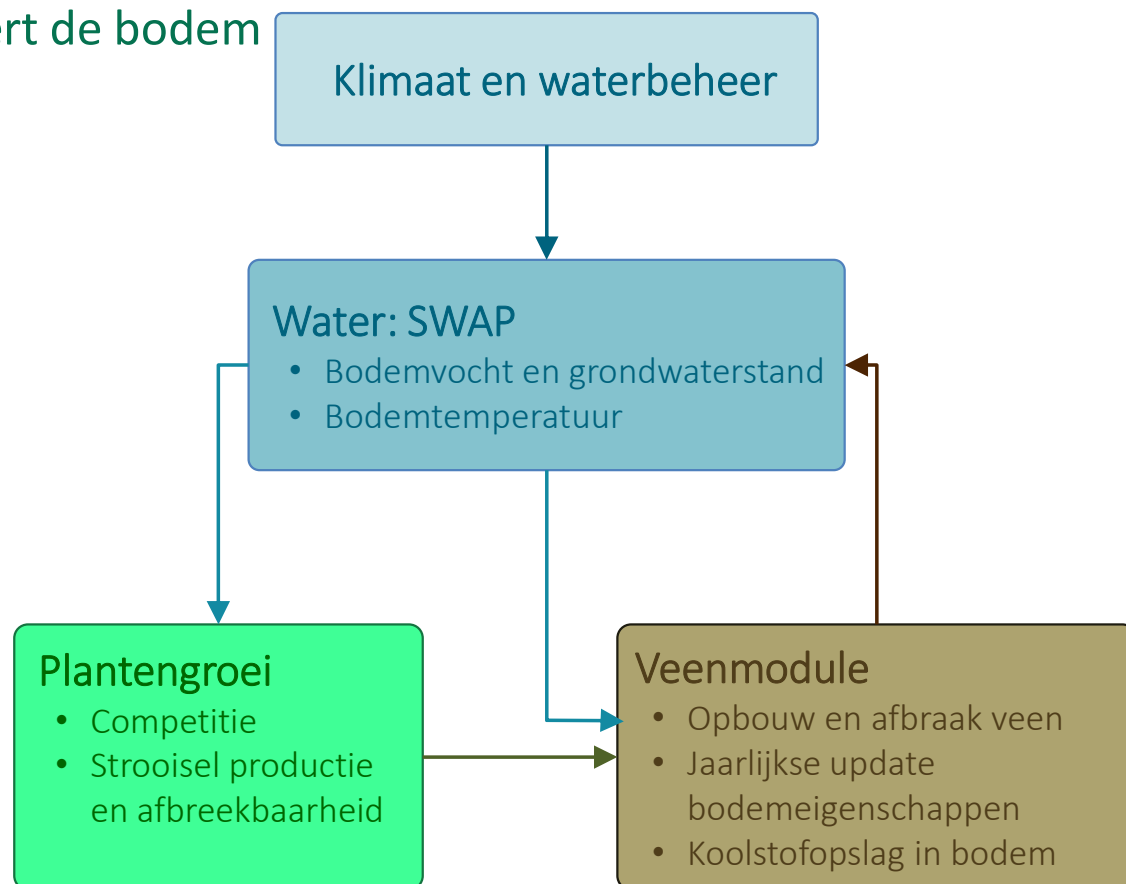 de bodem
Klimaat en waterbeheer
Water: SWAP
• Bodemvocht en grondwaterstand
• Bodemtemperatuur
Plantengroei
• Competitie
• Strooisel productie
en afbreekbaarheid
Veenmodule
• Opbouw en afbraak veen
• Jaarlijkse update
bodemeigenschappen
• Koolstofopslag in bodem